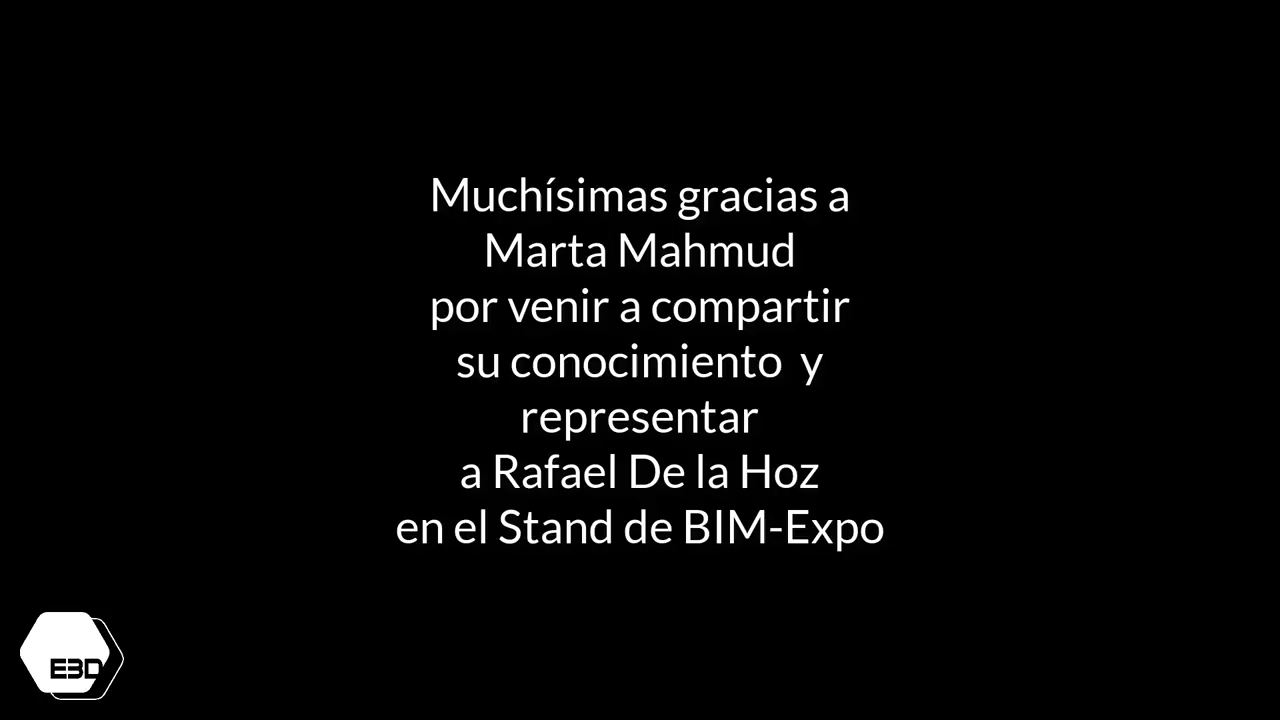 Muchísimas gracias a
Marta Mahmud
por venir a compartir
su conocimiento  y
representar
a Rafael De la Hoz
en el Stand de BIM-Expo
E3D